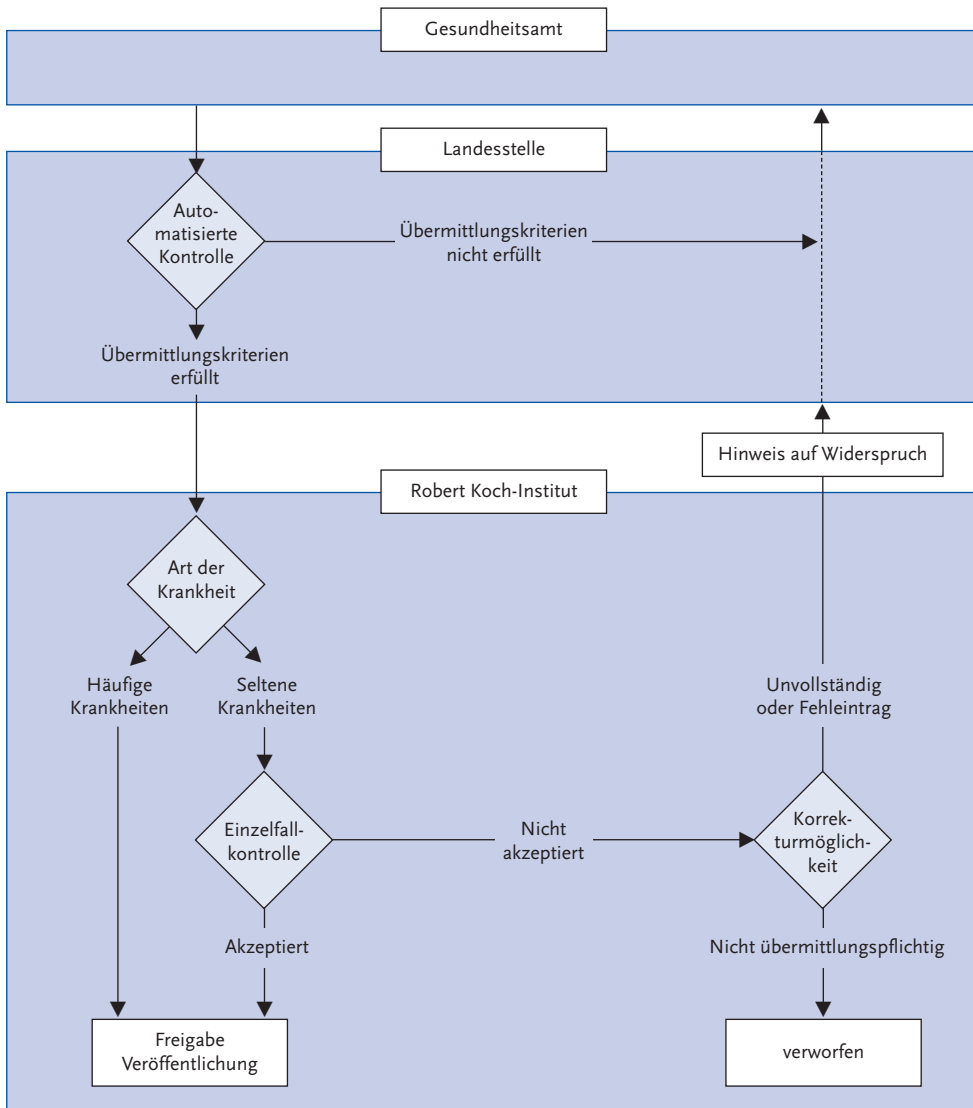 Gesundheitsamt
Landesstelle
Auto-
matisierte
Kontrolle
Übermittlungskriterien
nicht erfüllt
Übermittlungskriterien
erfüllt
Hinweis auf Widerspruch
Robert Koch-Institut
Art der
Krankheit
Häufige
Krankheiten
Seltene
Krankheiten
Unvollständig
oder Fehleintrag
Einzelfall-
kontrolle
Nicht
akzeptiert
Korrek-
turmöglich-
keit
Akzeptiert
Nicht übermittlungspflichtig
Freigabe
Veröffentlichung
verworfen